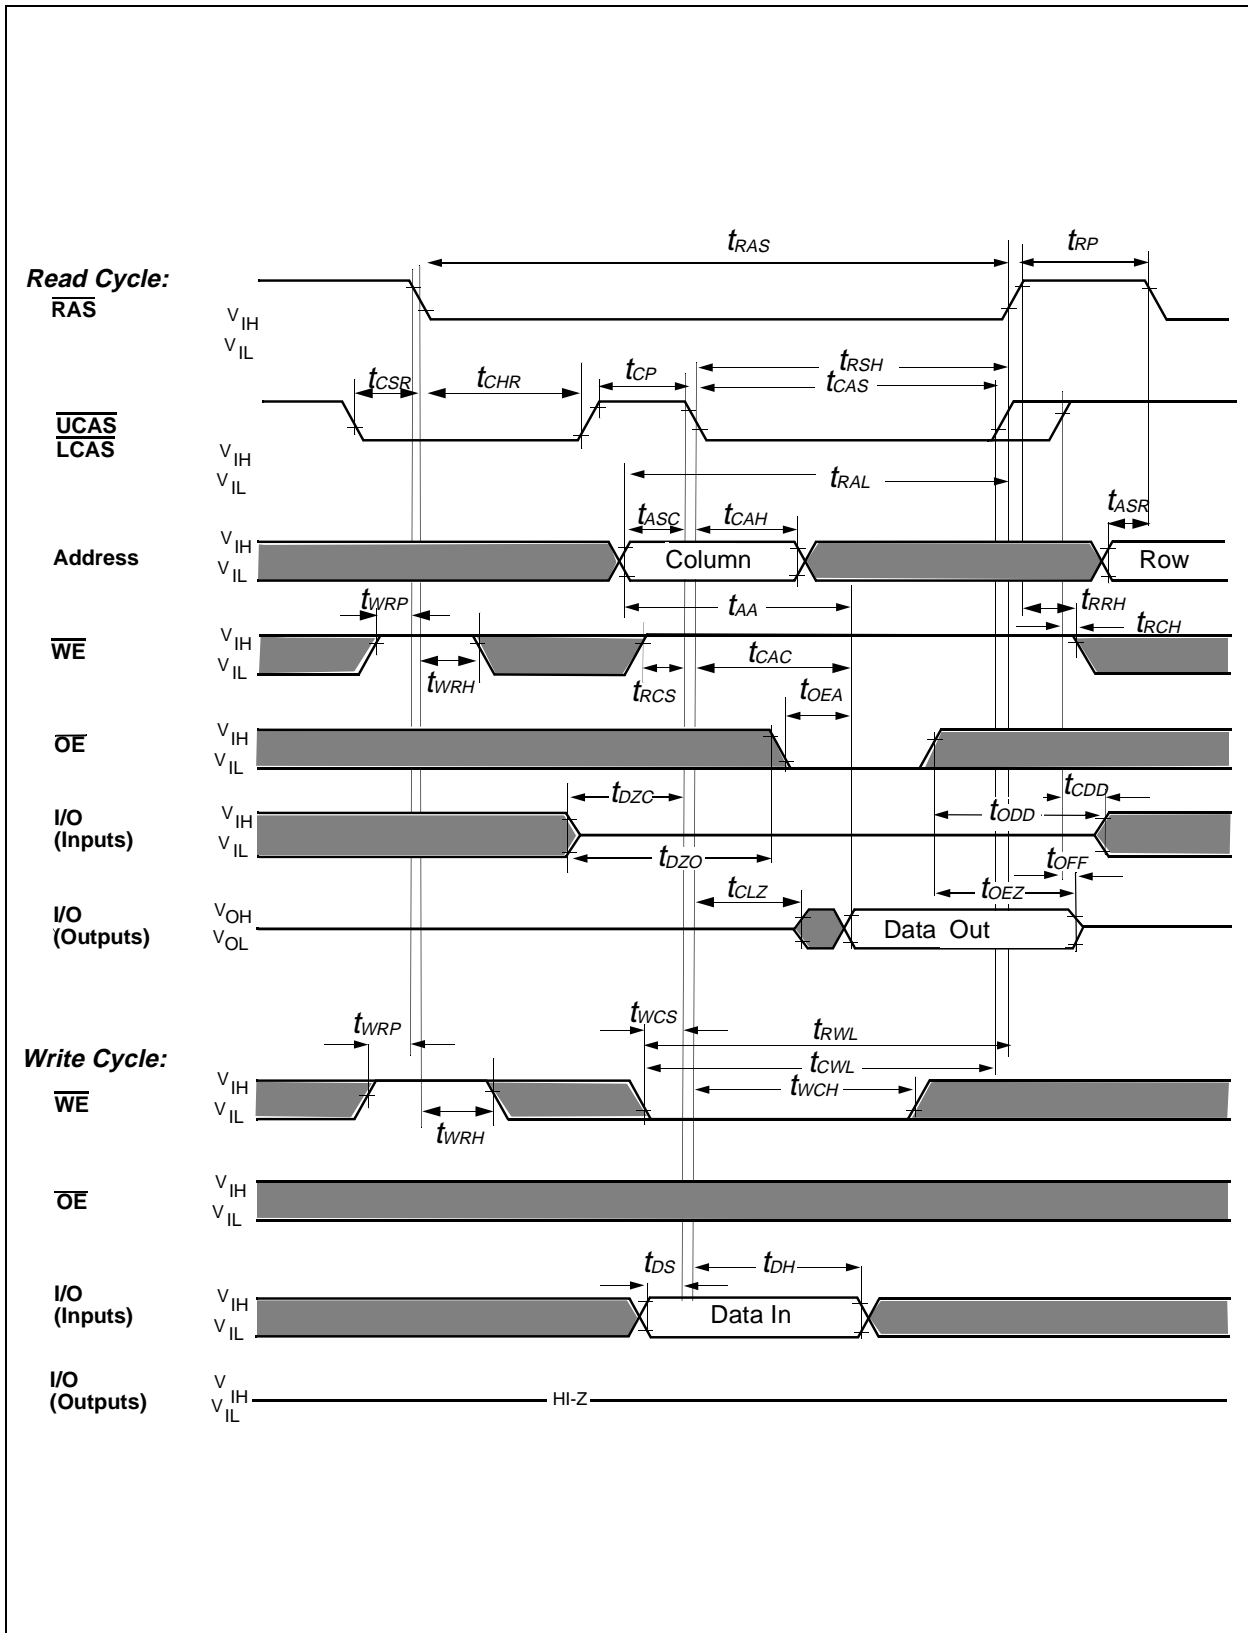 tRAS
tRP
Read Cycle:
RAS
VIH
VIL
tCSR
tCHR
tCP
tRSH
tCAS
UCAS
LCAS
VIH
VIL
tRAL
tASR
tASC
tCAH
Address
VIH
VIL
Column
Row
tWRP
tAA
tRRH
tRCH
WE
VIH
VIL
tWRH
tRCS
tCAC
tOEA
OE
VIH
VIL
tDZC
tCDD
tODD
I/O
(Inputs)
VIH
VIL
tDZO
tOFF
tOEZ
tCLZ
I/O
(Outputs)
VOH
VOL
Data Out
tWRP
tWCS
tRWL
Write Cycle:
tCWL
tWCH
WE
VIH
VIL
tWRH
OE
VIH
VIL
tDS
tDH
I/O
(Inputs)
VIH
VIL
Data In
I/O
(Outputs)
VIH
VIL
HI-Z